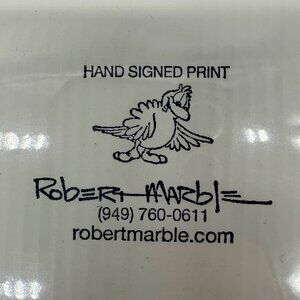 HAND SIGNED PRINT
Robert Marble
(949) 760-0611
robertmarble.com